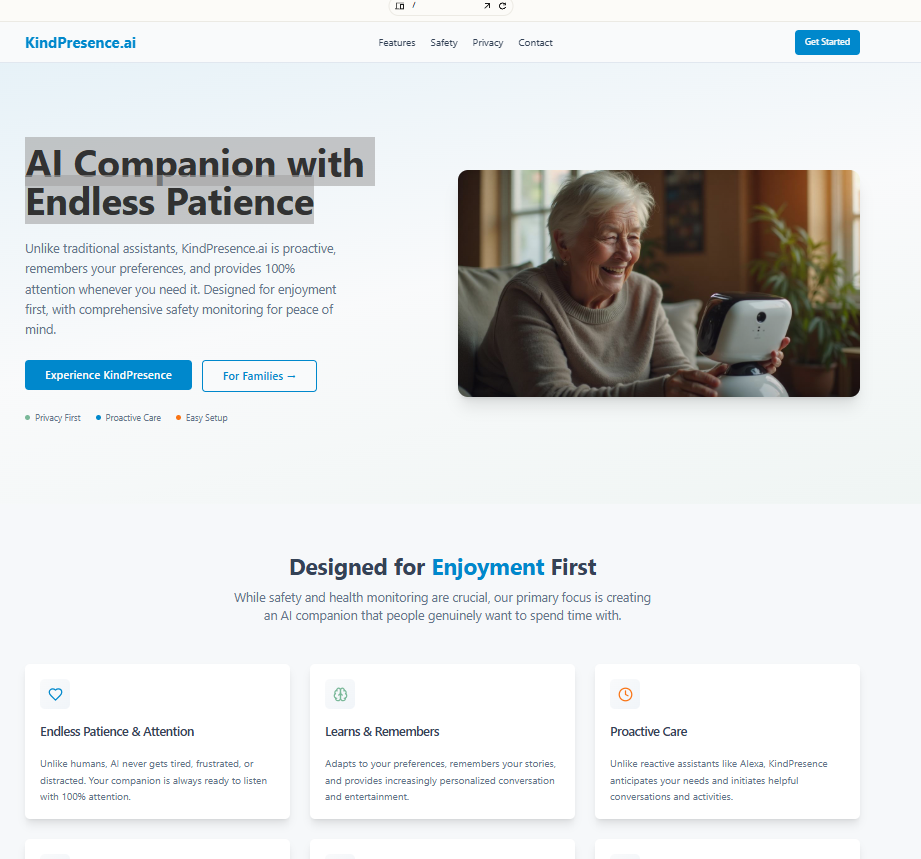 /
KindPresence.ai
Features Safety Privacy Contact
Get Started
AI Companion with
Endless Patience
Unlike traditional assistants, KindPresence.ai is proactive,
remembers your preferences, and provides 100%
attention whenever you need it. Designed for enjoyment
first, with comprehensive safety monitoring for peace of
mind.
Experience KindPresence
For Families →
Privacy First Proactive Care Easy Setup
Designed for Enjoyment First
While safety and health monitoring are crucial, our primary focus is creating
an AI companion that people genuinely want to spend time with.
Endless Patience & Attention
Unlike humans, AI never gets tired, frustrated, or
distracted. Your companion is always ready to listen
with 100% attention.
Learns & Remembers
Adapts to your preferences, remembers your stories,
and provides increasingly personalized conversation
and entertainment.
Proactive Care
Unlike reactive assistants like Alexa, KindPresence
anticipates your needs and initiates helpful
conversations and activities.